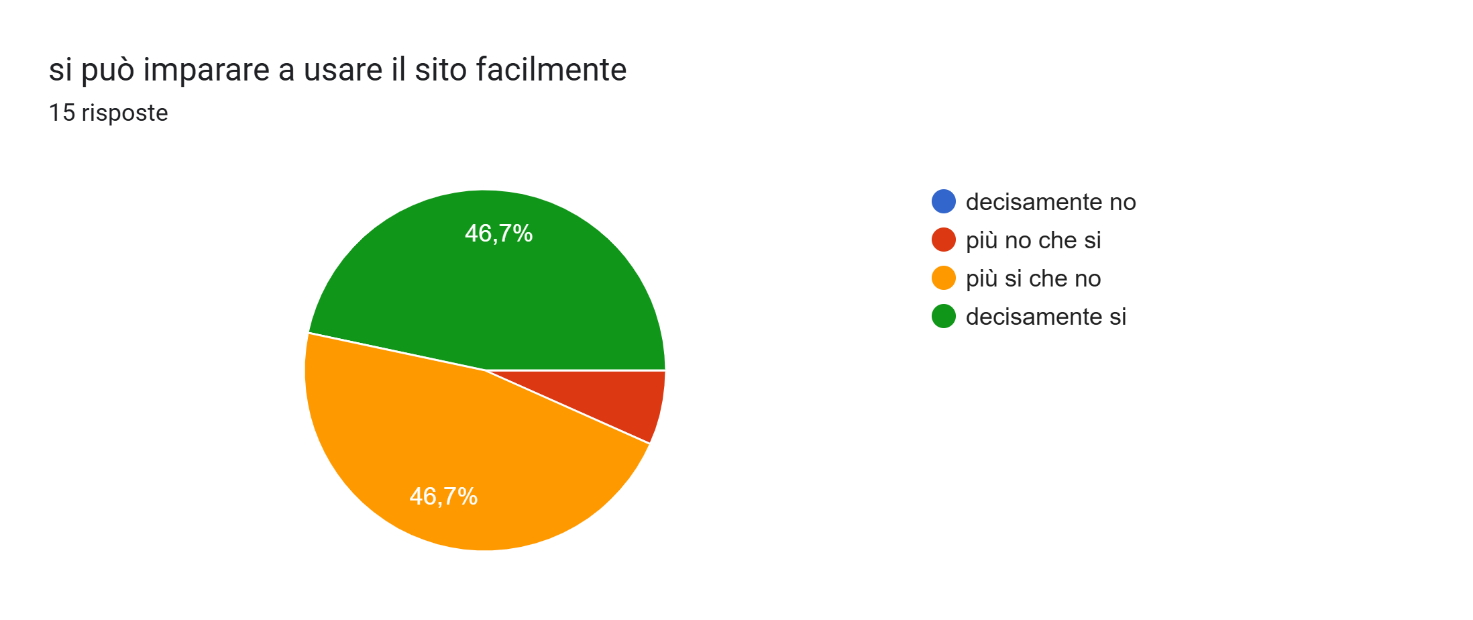 si può imparare a usare il sito facilmente
15 risposte
decisamente no
più no che si
più si che no
decisamente si
46,7%
46,7%